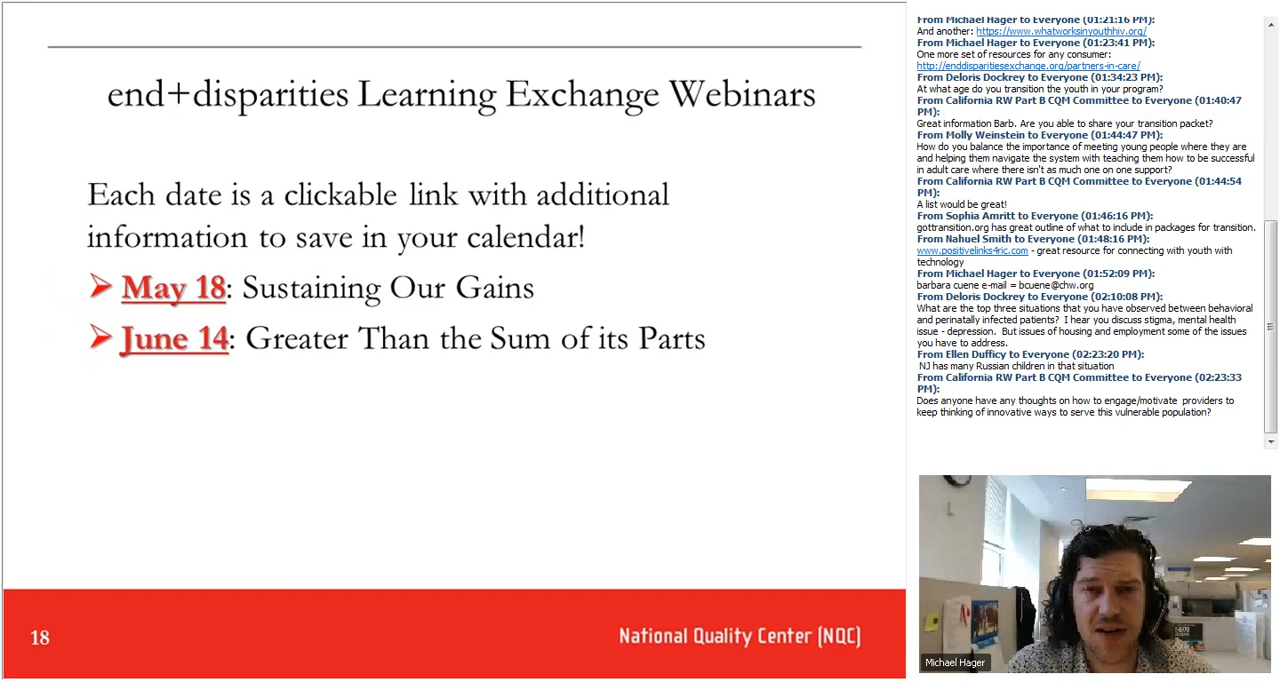 end+disparities Learning Exchange Webinars
Each date is a clickable link with additional
information to save in your calendar!
May 18: Sustaining Our Gains
June 14: Greater Than the Sum of its Parts
18
National Quality Center (NQC)
From Michael Hager to Everyone (01:21:16 PM):
And another: https://www.whatworksinyouthhiv.org/
From Michael Hager to Everyone (01:23:41 PM):
One more set of resources for any consumer:
http://enddisparitiesexchange.org/partners-in-care/
From Deloris Dockrey to Everyone (01:34:23 PM):
At what age do you transition the youth in your program?
From California RW Part B CQM Committee to Everyone (01:40:47
PM):
Great information Barb. Are you able to share your transition packet?
From Molly Weinstein to Everyone (01:44:47 PM):
How do you balance the importance of meeting young people where they are
and helping them navigate the system with teaching them how to be successful
in adult care where there isn't as much one on one support?
From California RW Part B CQM Committee to Everyone (01:44:54
PM):
A list would be great!
From Sophia Amritt to Everyone (01:46:16 PM):
gottransition.org has great outline of what to include in packages for transition.
From Nahuel Smith to Everyone (01:48:16 PM):
www.positivelinks4ric.com - great resource for connecting with youth with
technology
From Michael Hager to Everyone (01:52:09 PM):
barbara cuene e-mail = bcuene@chw.org
From Deloris Dockrey to Everyone (02:10:08 PM):
What are the top three situations that you have observed between behavioral
and perinatally infected patients? I hear you discuss stigma, mental health
issue - depression. But issues of housing and employment some of the issues
you have to address.
From Ellen Dufficy to Everyone (02:23:20 PM):
NJ has many Russian children in that situation
From California RW Part B CQM Committee to Everyone (02:23:33
PM):
Does anyone have any thoughts on how to engage/motivate providers to
keep thinking of innovative ways to serve this vulnerable population?
Michael Hager